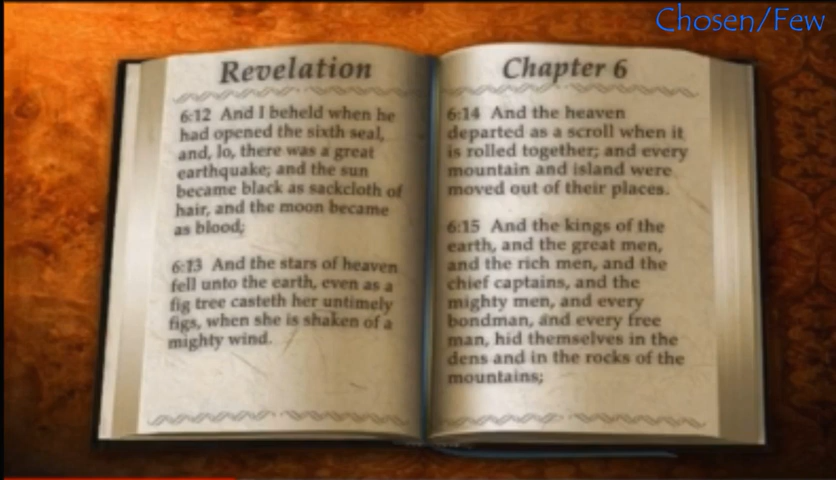 Chosen/Few
Revelation
6:12 And I beheld when he
had opened the sixth seal,
and, lo, there was a great
earthquake; and the sun
became black as sackcloth of
hair, and the moon became
as blood;
6:13 And the stars of heaven
fell unto the earth, even as a
fig tree casteth her untimely
figs, when she is shaken of a
mighty wind.
Chapter 6
6:14 And the heaven
departed as a scroll when it
is rolled together; and every
mountain and island were
moved out of their places.
6:15 And the kings of the
earth, and the great men,
and the rich men, and the
chief captains, and the
mighty men, and every
bondman, and every free
man, hid themselves in the
dens and in the rocks of the
mountains;